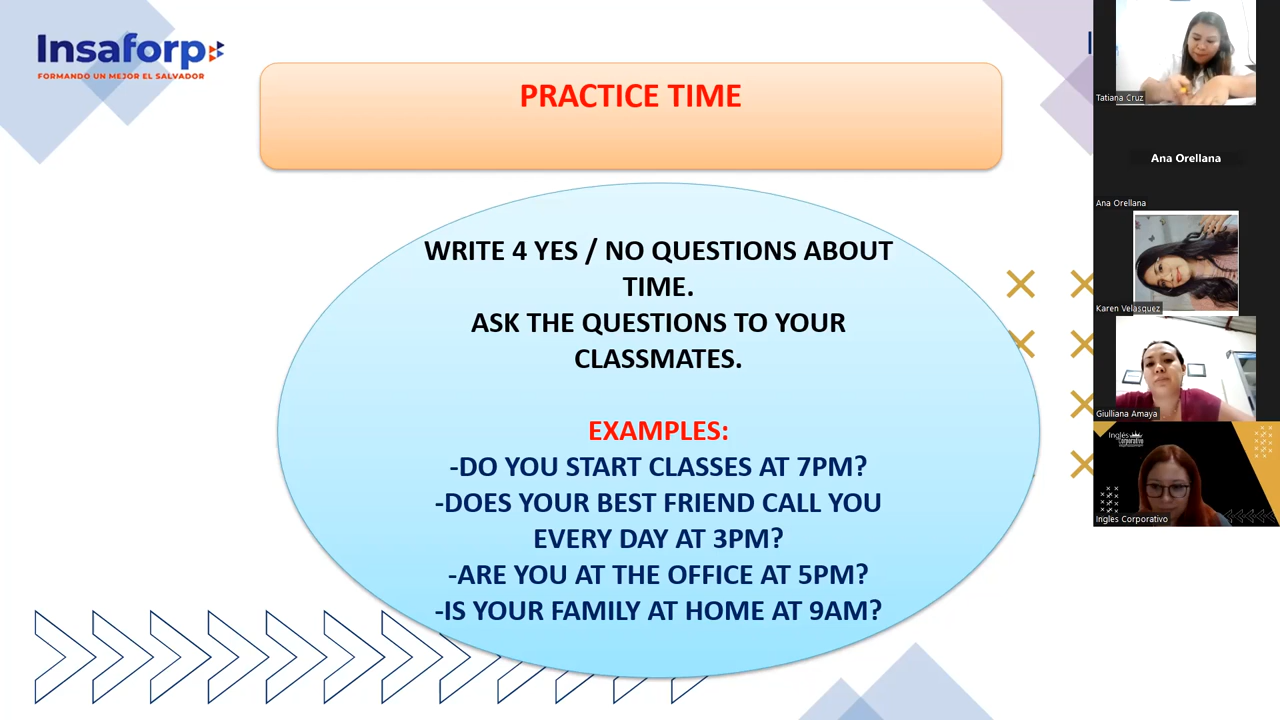 Insaforp
FORMANDO UN MEJOR EL SALVADOR
PRACTICE TIME
WRITE 4 YES / NO QUESTIONS ABOUT
TIME.
ASK THE QUESTIONS TO YOUR
CLASSMATES.
EXAMPLES:
-DO YOU START CLASSES AT 7PM?
-DOES YOUR BEST FRIEND CALL YOU
EVERY DAY AT 3PM?
-ARE YOU AT THE OFFICE AT 5PM?
-IS YOUR FAMILY AT HOME AT 9AM?
Tatiana Cruz
Ana Orellana
Ana Orellana
Karen Velasquez
Giulliana Amaya
Inglés
Corporativo
Ingles Corporativo